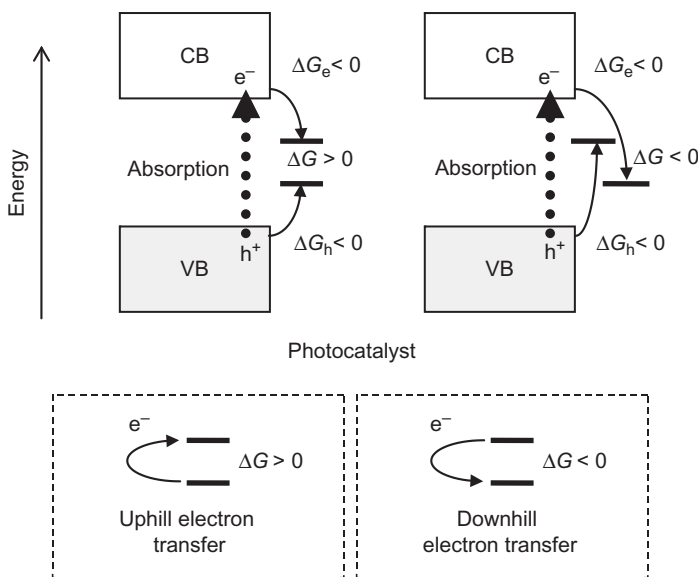 Energy
CB
e⁻
ΔGe < 0
Absorption
ΔG > 0
h⁺
ΔGh < 0
VB
CB
e⁻
ΔGe < 0
Absorption
ΔG < 0
h⁺
ΔGh < 0
VB
Photocatalyst
e⁻
ΔG > 0
Uphill electron
transfer
e⁻
ΔG < 0
Downhill
electron transfer